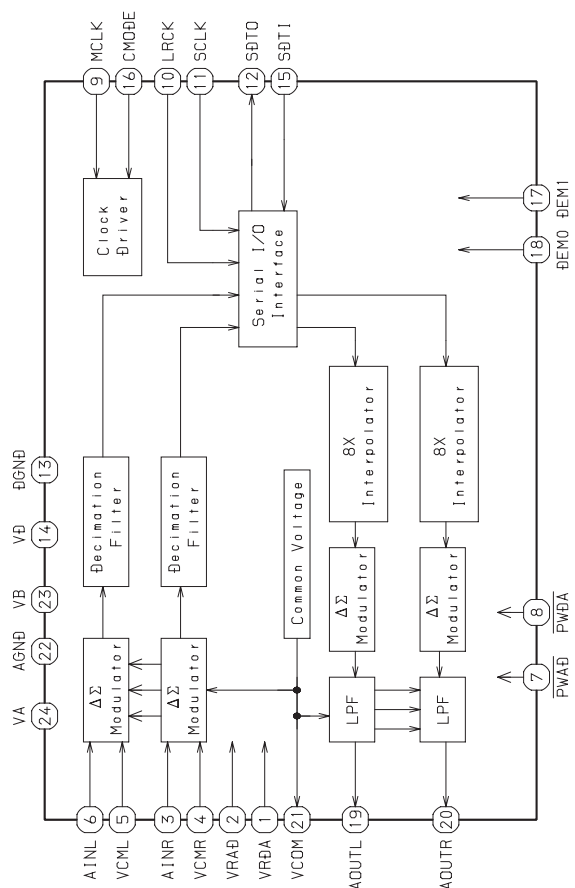 VA
24
AGND
22
VB
23
VD
14
DGND
13
AINL
6
VCML
5
AINR
3
VCMR
4
VRAD
2
VRDA
1
VCOM
21
AOUTL
19
AOUTR
20
ΔΣ
Modulator
Decimation
Filter
Clock
Driver
ΔΣ
Modulator
Decimation
Filter
Serial I/O
Interface
Common Voltage
LPF
ΔΣ
Modulator
8X
Interpolator
LPF
ΔΣ
Modulator
8X
Interpolator
9
MCLK
16
CMODE
10
LRCK
11
SCLK
12
SDTO
15
SDTI
7
PWAD
8
PWDA
18
DEM0
17
DEM1